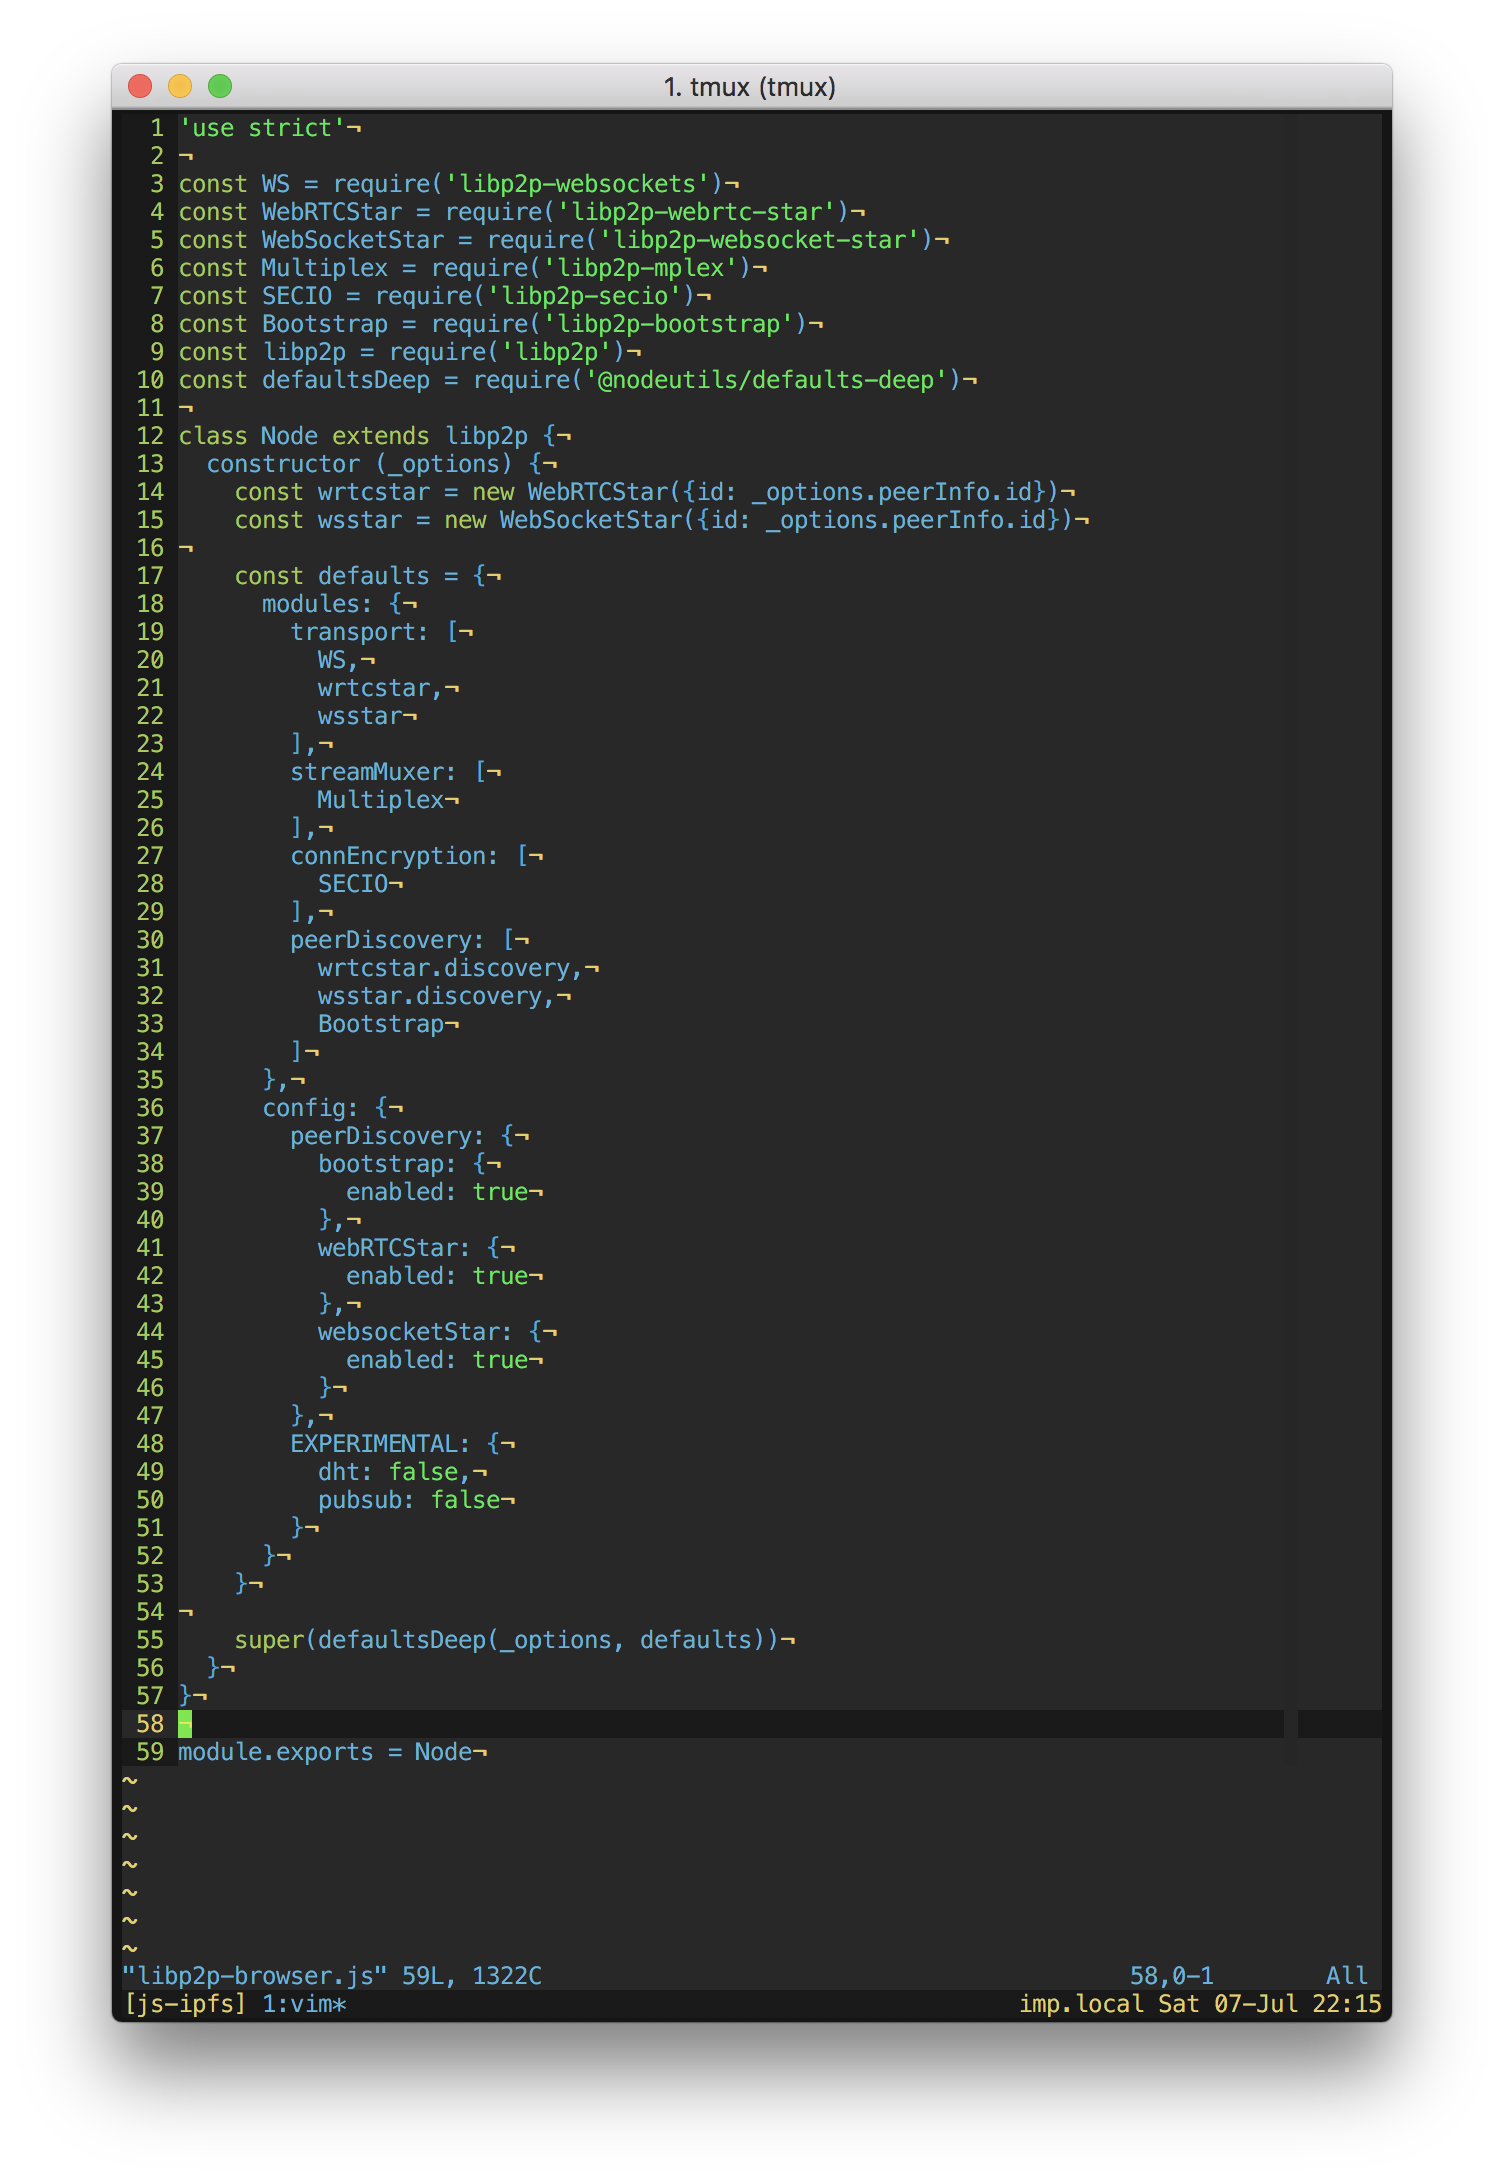 1. tmux (tmux)
1 'use strict'¬
2 ¬
3 const WS = require('libp2p-websockets')¬
4 const WebRTCStar = require('libp2p-webrtc-star')¬
5 const WebSocketStar = require('libp2p-websocket-star')¬
6 const Multiplex = require('libp2p-mplex')¬
7 const SECIO = require('libp2p-secio')¬
8 const Bootstrap = require('libp2p-bootstrap')¬
9 const libp2p = require('libp2p')¬
10 const defaultsDeep = require('@nodeutils/defaults-deep')¬
11 ¬
12 class Node extends libp2p {¬
13   constructor (_options) {¬
14     const wrtcstar = new WebRTCStar({id: _options.peerInfo.id})¬
15     const wsstar = new WebSocketStar({id: _options.peerInfo.id})¬
16 ¬
17     const defaults = {¬
18       modules: {¬
19         transport: [¬
20           WS,¬
21           wrtcstar,¬
22           wsstar¬
23         ],¬
24         streamMuxer: [¬
25           Multiplex¬
26         ],¬
27         connEncryption: [¬
28           SECIO¬
29         ],¬
30         peerDiscovery: [¬
31           wrtcstar.discovery,¬
32           wsstar.discovery,¬
33           Bootstrap¬
34         ]¬
35       },¬
36       config: {¬
37         peerDiscovery: {¬
38           bootstrap: {¬
39             enabled: true¬
40           },¬
41           webRTCStar: {¬
42             enabled: true¬
43           },¬
44           websocketStar: {¬
45             enabled: true¬
46           }¬
47         },¬
48         EXPERIMENTAL: {¬
49           dht: false,¬
50           pubsub: false¬
51         }¬
52       }¬
53     }¬
54 ¬
55     super(defaultsDeep(_options, defaults))¬
56   }¬
57 }¬
58 ¬
59 module.exports = Node¬
~
~
~
~
~
~
~
"libp2p-browser.js" 59L, 1322C 58,0-1 All
[js-ipfs] 1:vim* imp.local Sat 07-Jul 22:15